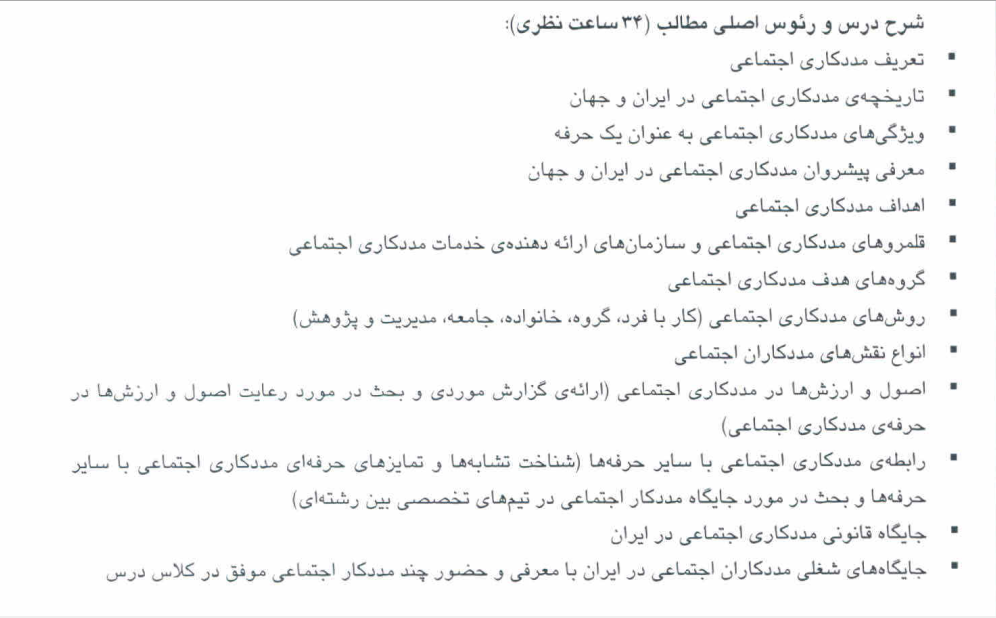 شرح درس و رئوس اصلی مطالب (۳۴ ساعت نظری):
▪ تعریف مددکاری اجتماعی
▪ تاریخچه‌ی مددکاری اجتماعی در ایران و جهان
▪ ویژگی‌های مددکاری اجتماعی به عنوان یک حرفه
▪ معرفی پیشروان مددکاری اجتماعی در ایران و جهان
▪ اهداف مددکاری اجتماعی
▪ قلمروهای مددکاری اجتماعی و سازمان‌های ارائه دهنده‌ی خدمات مددکاری اجتماعی
▪ گروه‌های هدف مددکاری اجتماعی
▪ روش‌های مددکاری اجتماعی (کار با فرد، گروه، خانواده، جامعه، مدیریت و پژوهش)
▪ انواع نقش‌های مددکاران اجتماعی
▪ اصول و ارزش‌ها در مددکاری اجتماعی (ارائه‌ی گزارش موردی و بحث در مورد رعایت اصول و ارزش‌ها در
حرفه‌ی مددکاری اجتماعی)
▪ رابطه‌ی مددکاری اجتماعی با سایر حرفه‌ها (شناخت تشابه‌ها و تمایزهای حرفه‌ای مددکاری اجتماعی با سایر
حرفه‌ها و بحث در مورد جایگاه مددکار اجتماعی در تیم‌های تخصصی بین رشته‌ای)
▪ جایگاه قانونی مددکاری اجتماعی در ایران
▪ جایگاه‌های شغلی مددکاران اجتماعی در ایران با معرفی و حضور چند مددکار اجتماعی موفق در کلاس درس